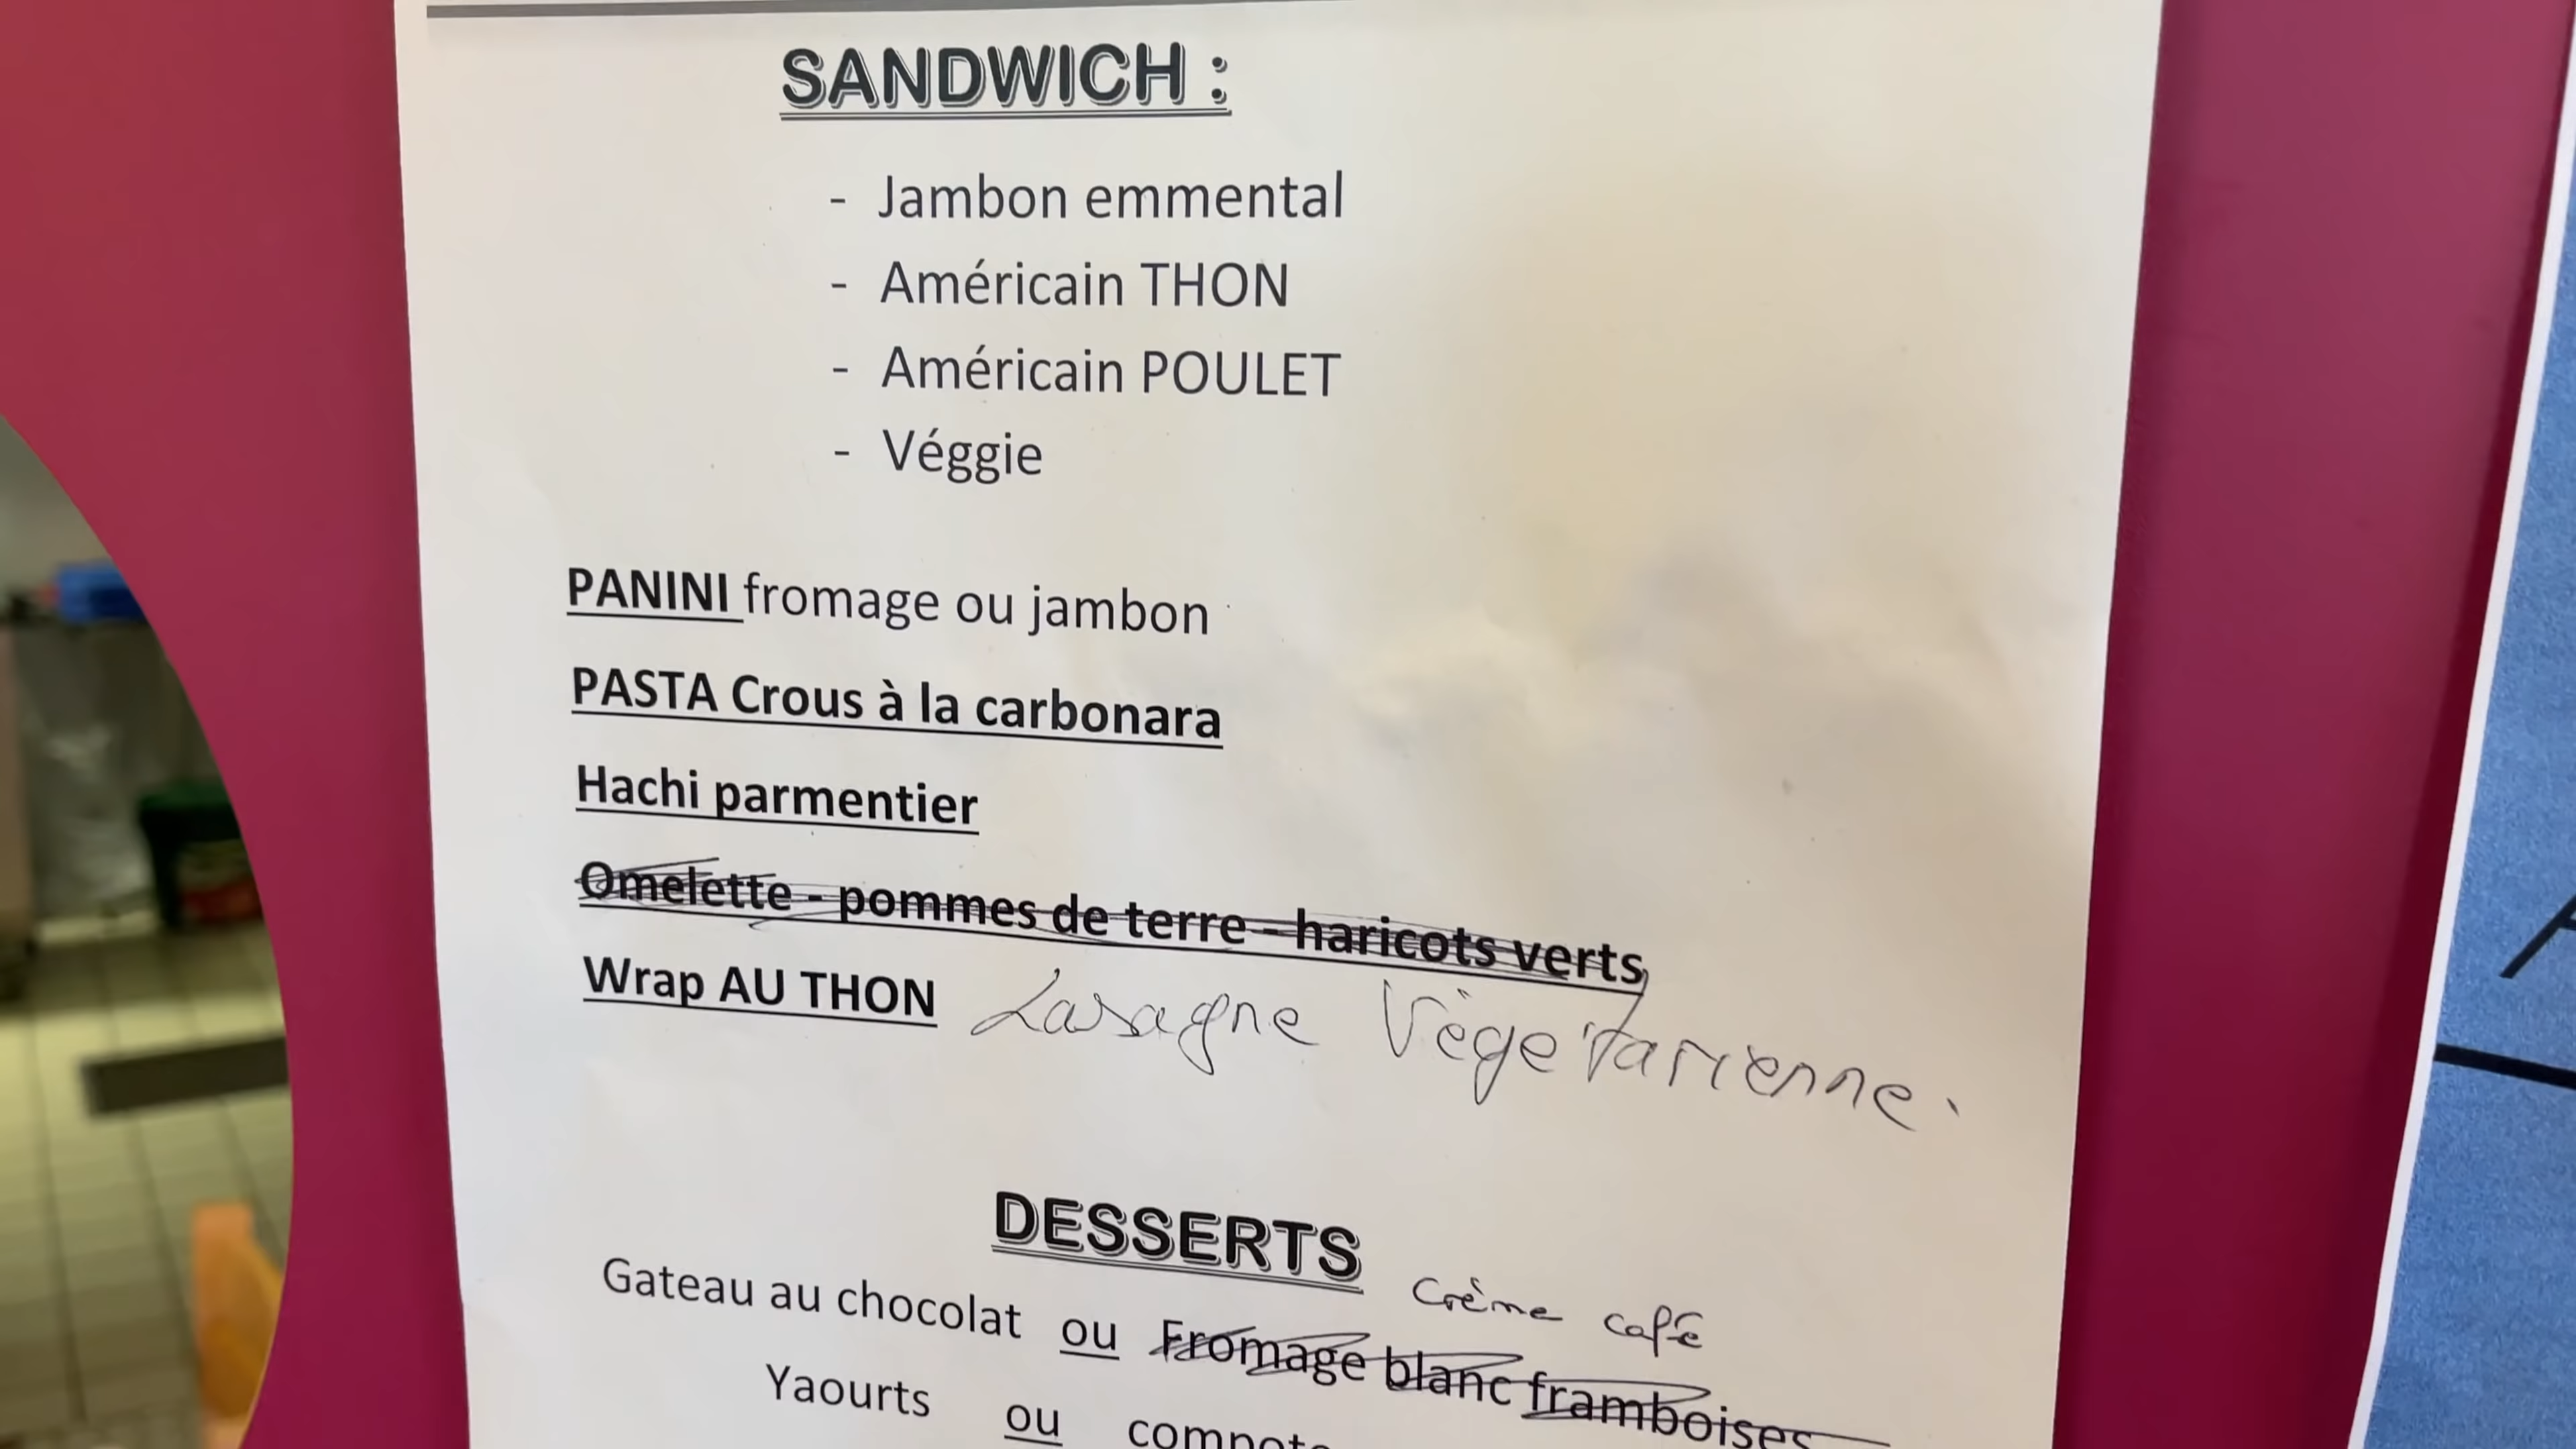 SANDWICH :
- Jambon emmental
- Américain THON
- Américain POULET
- Véggie
PANINI fromage ou jambon
PASTA Crous à la carbonara
Hachi parmentier
Omelette - pommes de terre - haricots verts
Wrap AU THON Lasagne Végétarienne.
DESSERTS
Crème café
Gateau au chocolat ou Fromage blanc framboises
Yaourts ou